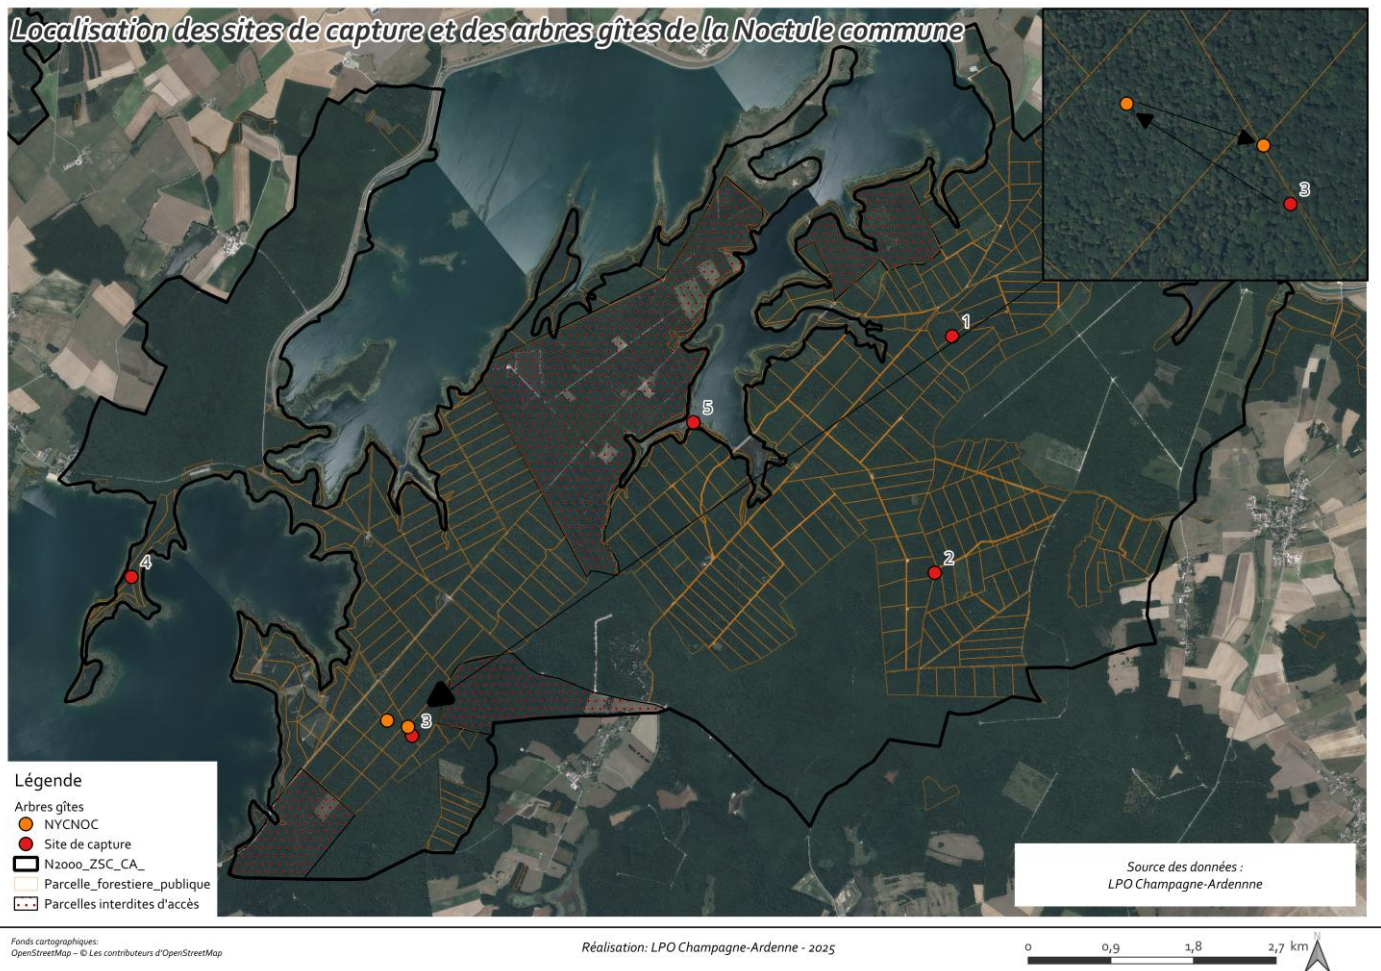 Localisation des sites de capture et des arbres gîtes de la Noctule commune
3
1
5
2
4
3
Légende
Arbres gîtes
NYCNOC
Site de capture
N2000_ZSC_CA_
Parcelle_forestiere_publique
Parcelles interdites d'accès
Source des données :
LPO Champagne-Ardennne
Fonds cartographiques:
OpenStreetMap – © Les contributeurs d'OpenStreetMap
Réalisation: LPO Champagne-Ardenne - 2025
0 0,9 1,8 2,7 km
N